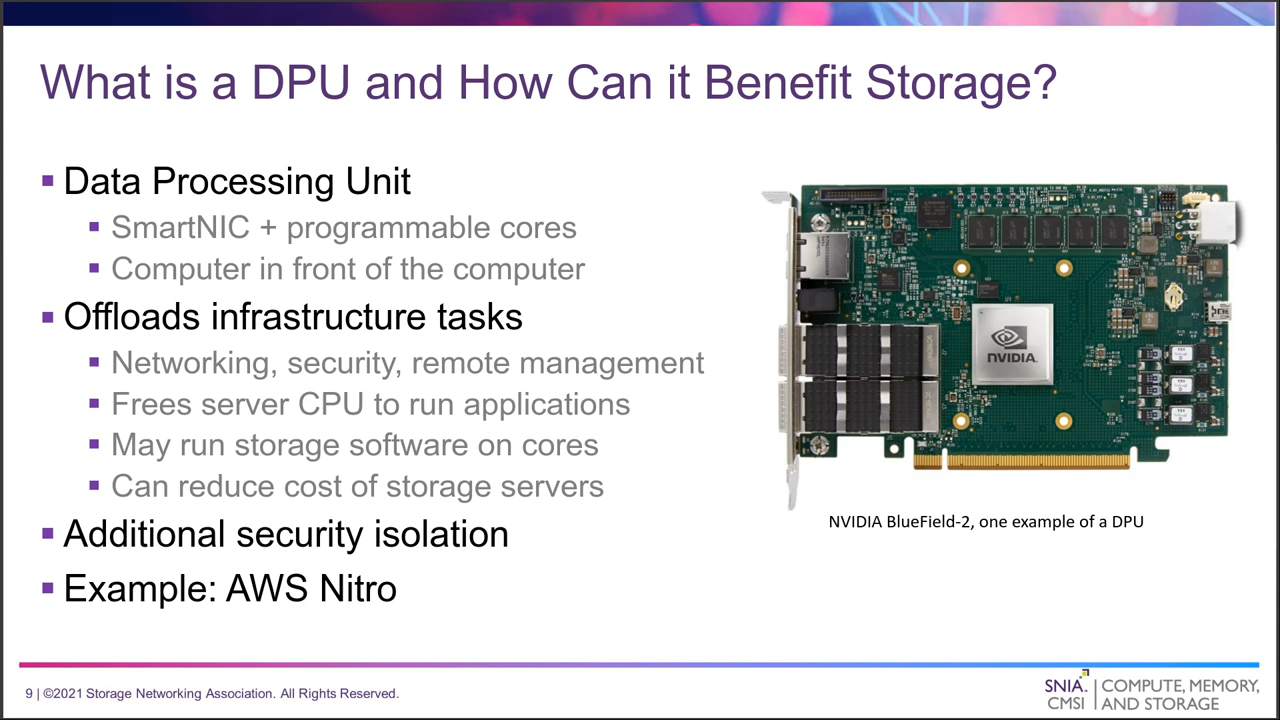 What is a DPU and How Can it Benefit Storage?
Data Processing Unit
SmartNIC + programmable cores
Computer in front of the computer
Offloads infrastructure tasks
Networking, security, remote management
Frees server CPU to run applications
May run storage software on cores
Can reduce cost of storage servers
Additional security isolation
Example: AWS Nitro
NVIDIA.
NVIDIA BlueField-2, one example of a DPU
9 | ©2021 Storage Networking Association. All Rights Reserved.
SNIA. | COMPUTE, MEMORY,
CMSI | AND STORAGE